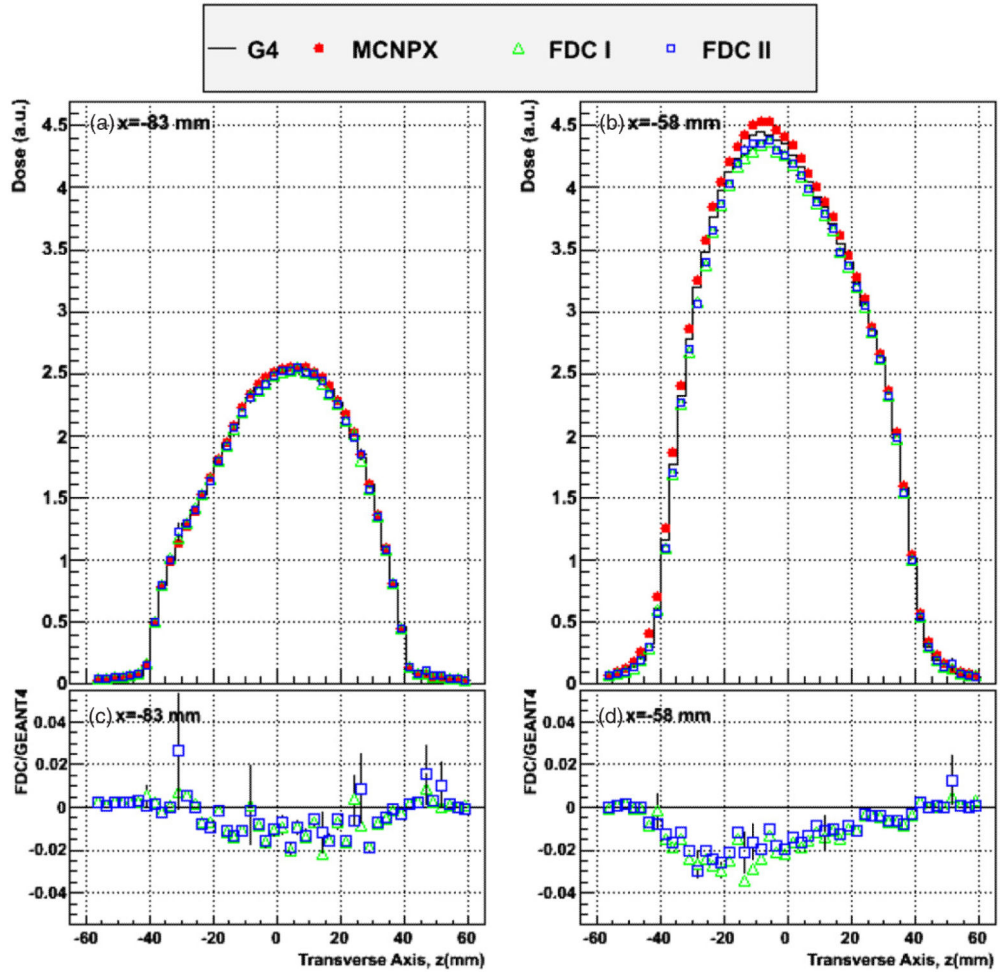 G4 MCNPX FDC I FDC II
(a) x=-83 mm
(b) x=-58 mm
Dose (a.u.)
4.5
4
3.5
3
2.5
2
1.5
1
0.5
0
Dose (a.u.)
4.5
4
3.5
3
2.5
2
1.5
1
0.5
0
(c) x=-83 mm
(d) x=-58 mm
FDC/GEANT4
0.04
0.02
0
-0.02
-0.04
FDC/GEANT4
0.04
0.02
0
-0.02
-0.04
-60 -40 -20 0 20 40 60
Transverse Axis, z(mm)
-60 -40 -20 0 20 40 60
Transverse Axis, z(mm)